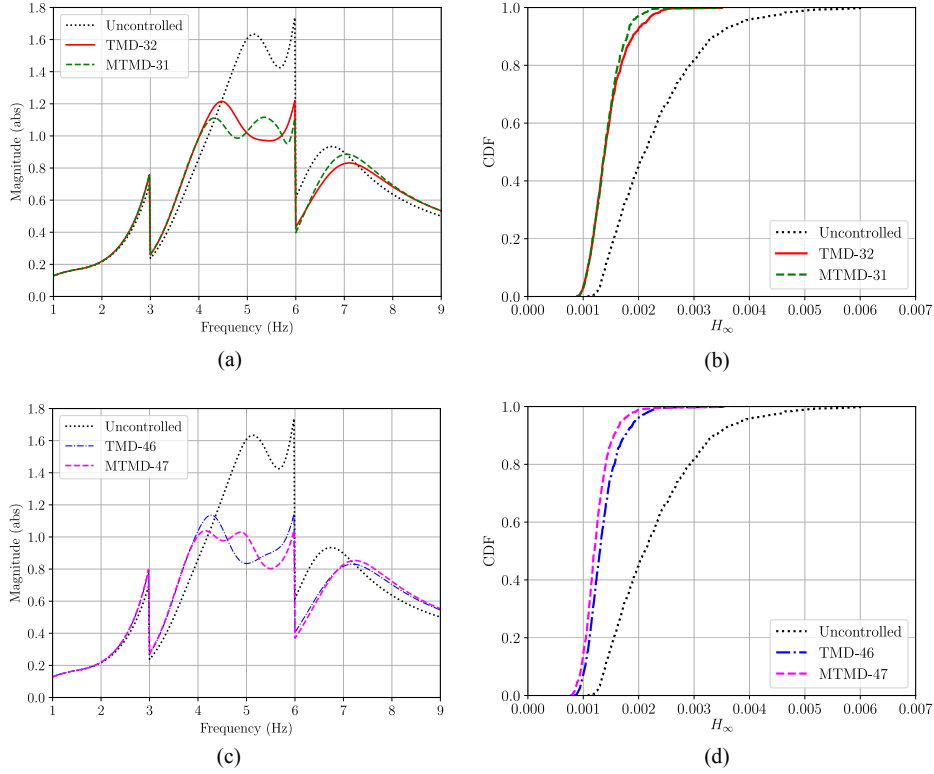 Magnitude (abs)
1.8
1.6
1.4
1.2
1.0
0.8
0.6
0.4
0.2
0.0
Uncontrolled
TMD-32
MTMD-31
1 2 3 4 5 6 7 8 9
Frequency (Hz)
(a)
CDF
1.0
0.8
0.6
0.4
0.2
0.0
Uncontrolled
TMD-32
MTMD-31
0.000 0.001 0.002 0.003 0.004 0.005 0.006 0.007
H∞
(b)
Magnitude (abs)
1.8
1.6
1.4
1.2
1.0
0.8
0.6
0.4
0.2
0.0
Uncontrolled
TMD-46
MTMD-47
1 2 3 4 5 6 7 8 9
Frequency (Hz)
(c)
CDF
1.0
0.8
0.6
0.4
0.2
0.0
Uncontrolled
TMD-46
MTMD-47
0.000 0.001 0.002 0.003 0.004 0.005 0.006 0.007
H∞
(d)